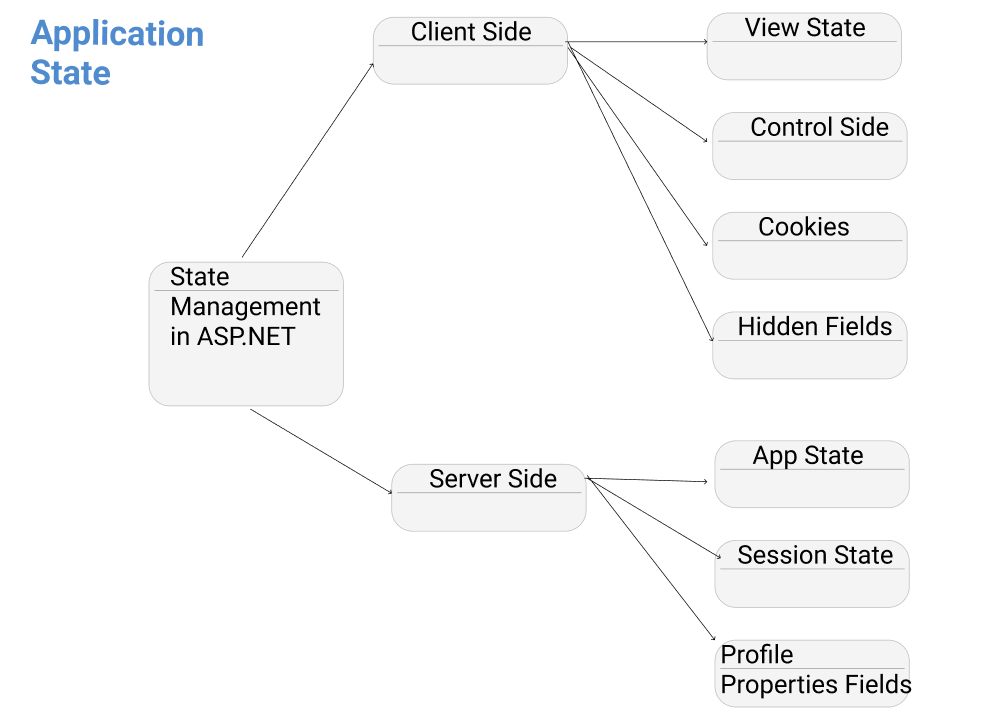 Application
State
Client Side
View State
Control Side
Cookies
Hidden Fields
State
Management
in ASP.NET
Server Side
App State
Session State
Profile
Properties Fields